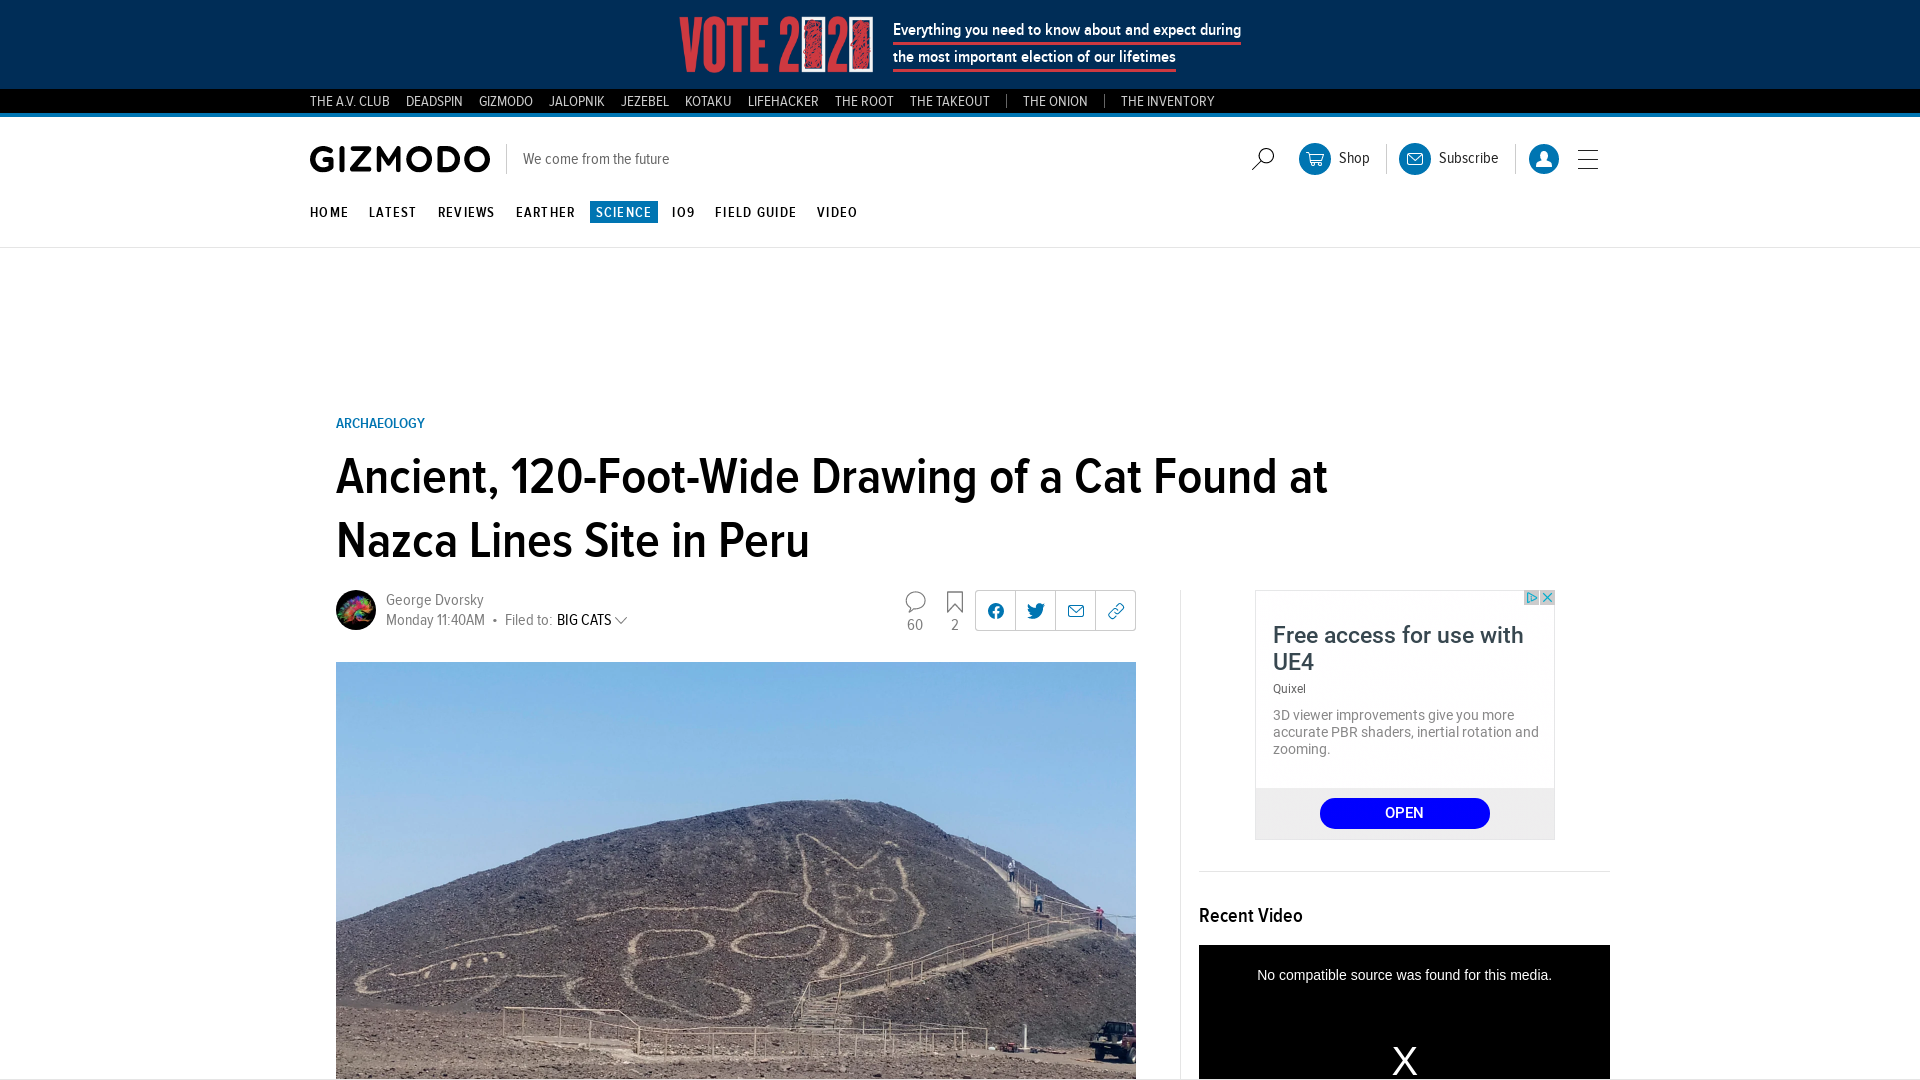 VOTE 2020
Everything you need to know about and expect during
the most important election of our lifetimes
THE A.V. CLUB DEADSPIN GIZMODO JALOPNIK JEZEBEL KOTAKU LIFEHACKER THE ROOT THE TAKEOUT THE ONION THE INVENTORY
GIZMODO We come from the future Shop Subscribe
HOME LATEST REVIEWS EARTHER SCIENCE IO9 FIELD GUIDE VIDEO
ARCHAEOLOGY
Ancient, 120-Foot-Wide Drawing of a Cat Found at
Nazca Lines Site in Peru
George Dvorsky
Monday 11:40AM • Filed to: BIG CATS
60 2
Free access for use with
UE4
Quixel
3D viewer improvements give you more
accurate PBR shaders, inertial rotation and
zooming.
OPEN
Recent Video
No compatible source was found for this media.
X